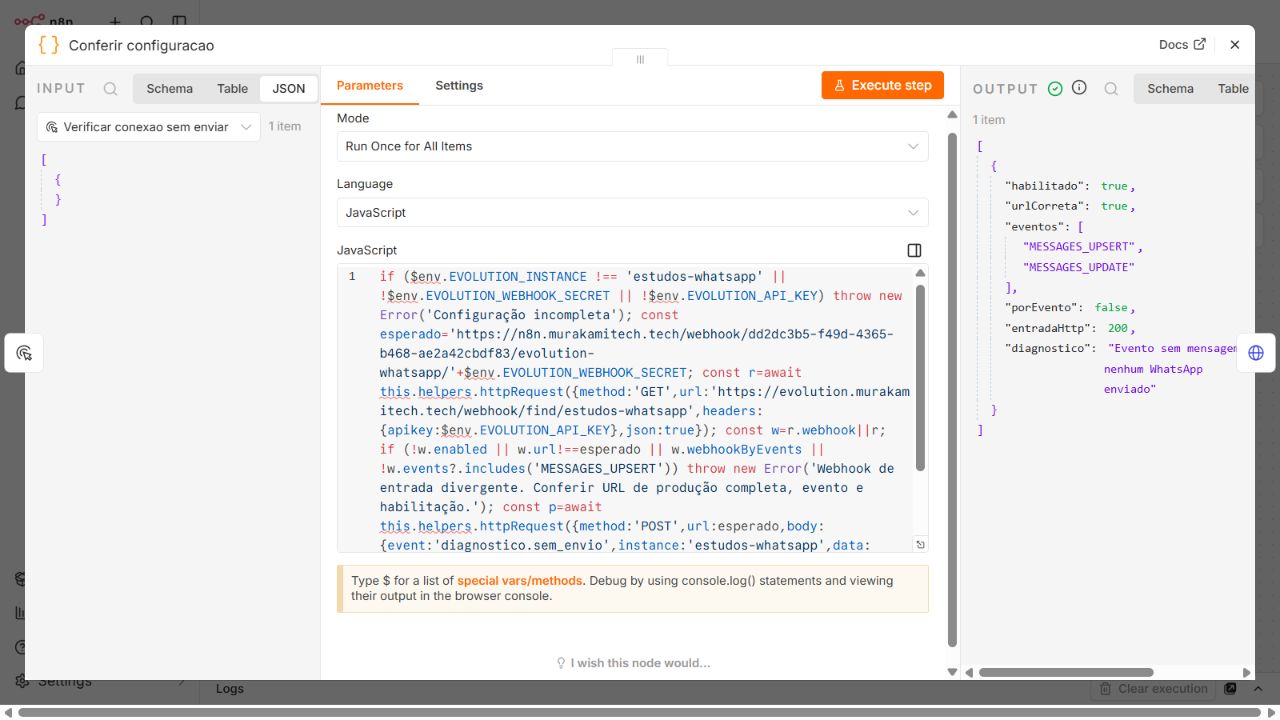 n8n
{ } Conferir configuracao
Docs
INPUT
Schema
Table
JSON
Verificar conexao sem enviar
1 item
[
{
}
]
Parameters
Settings
Execute step
Mode
Run Once for All Items
Language
JavaScript
JavaScript
1
if ($env.EVOLUTION_INSTANCE !== 'estudos-whatsapp' ||
!$env.EVOLUTION_WEBHOOK_SECRET || !$env.EVOLUTION_API_KEY) throw new
Error('Configuração incompleta'); const
esperado='https://n8n.murakamitech.tech/webhook/dd2dc3b5-f49d-4365-
b468-ae2a42cbdf83/evolution-
whatsapp/'+$env.EVOLUTION_WEBHOOK_SECRET; const r=await
this.helpers.httpRequest({method:'GET',url:'https://evolution.murakam
itech.tech/webhook/find/estudos-whatsapp',headers:
{apikey:$env.EVOLUTION_API_KEY},json:true}); const w=r.webhook||r;
if (!w.enabled || w.url!==esperado || w.webhookByEvents ||
!w.events?.includes('MESSAGES_UPSERT')) throw new Error('Webhook de
entrada divergente. Conferir URL de produção completa, evento e
habilitação.'); const p=await
this.helpers.httpRequest({method:'POST',url:esperado,body:
{event:'diagnostico.sem_envio',instance:'estudos-whatsapp',data:
Type $ for a list of special vars/methods. Debug by using console.log() statements and viewing
their output in the browser console.
I wish this node would...
OUTPUT
Schema
Table
1 item
[
{
"habilitado": true,
"urlCorreta": true,
"eventos": [
"MESSAGES_UPSERT",
"MESSAGES_UPDATE"
],
"porEvento": false,
"entradaHttp": 200,
"diagnostico": "Evento sem mensagem
nenhum WhatsApp
enviado"
}
]
Settings
Logs
Clear execution